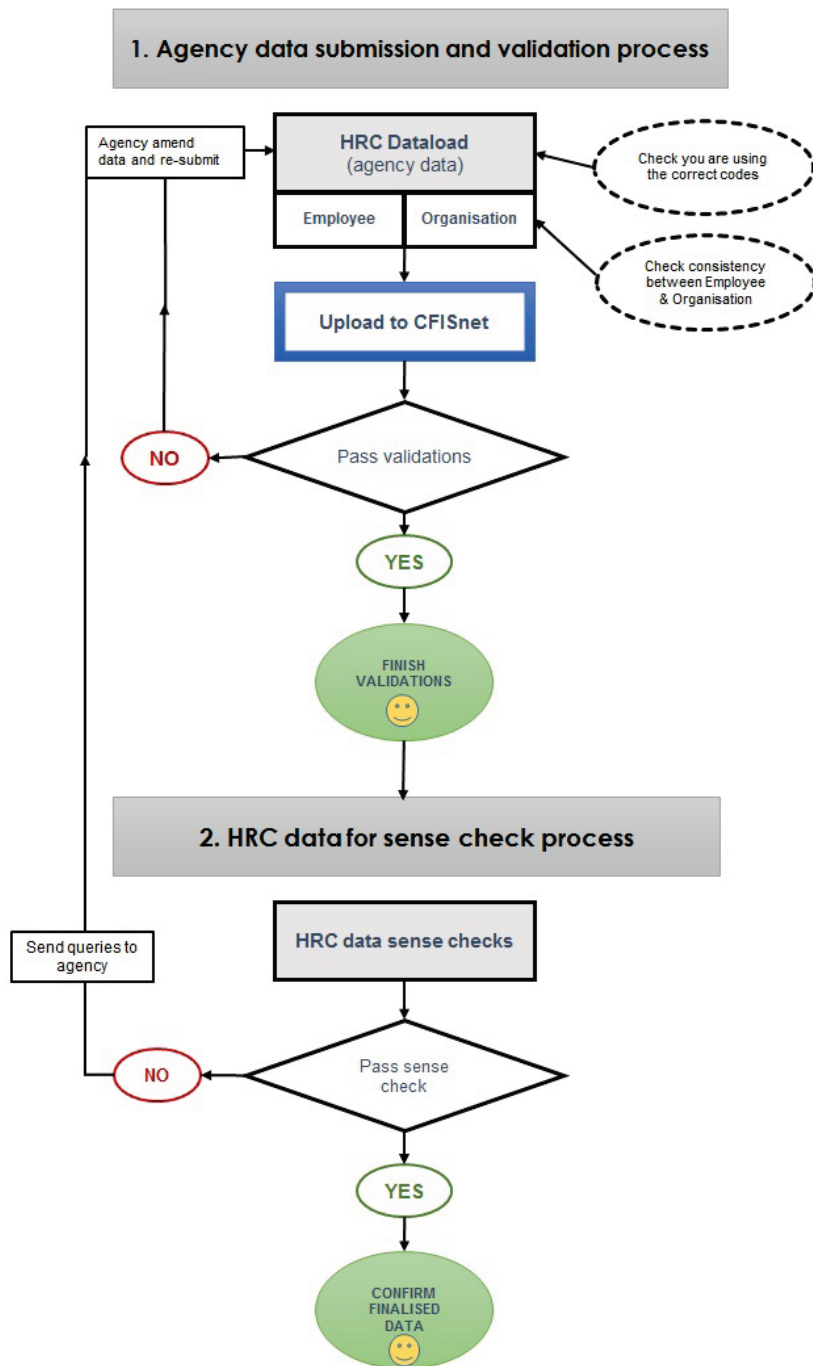 1. Agency data submission and validation process
Agency amend
data and re-submit
HRC Dataload
(agency data)
Check you are using
the correct codes
Employee
Organisation
Check consistency
between Employee
& Organisation
Upload to CFISnet
Pass validations
NO
YES
FINISH
VALIDATIONS
2. HRC data for sense check process
HRC data sense checks
Send queries to
agency
Pass sense
check
NO
YES
CONFIRM
FINALISED
DATA